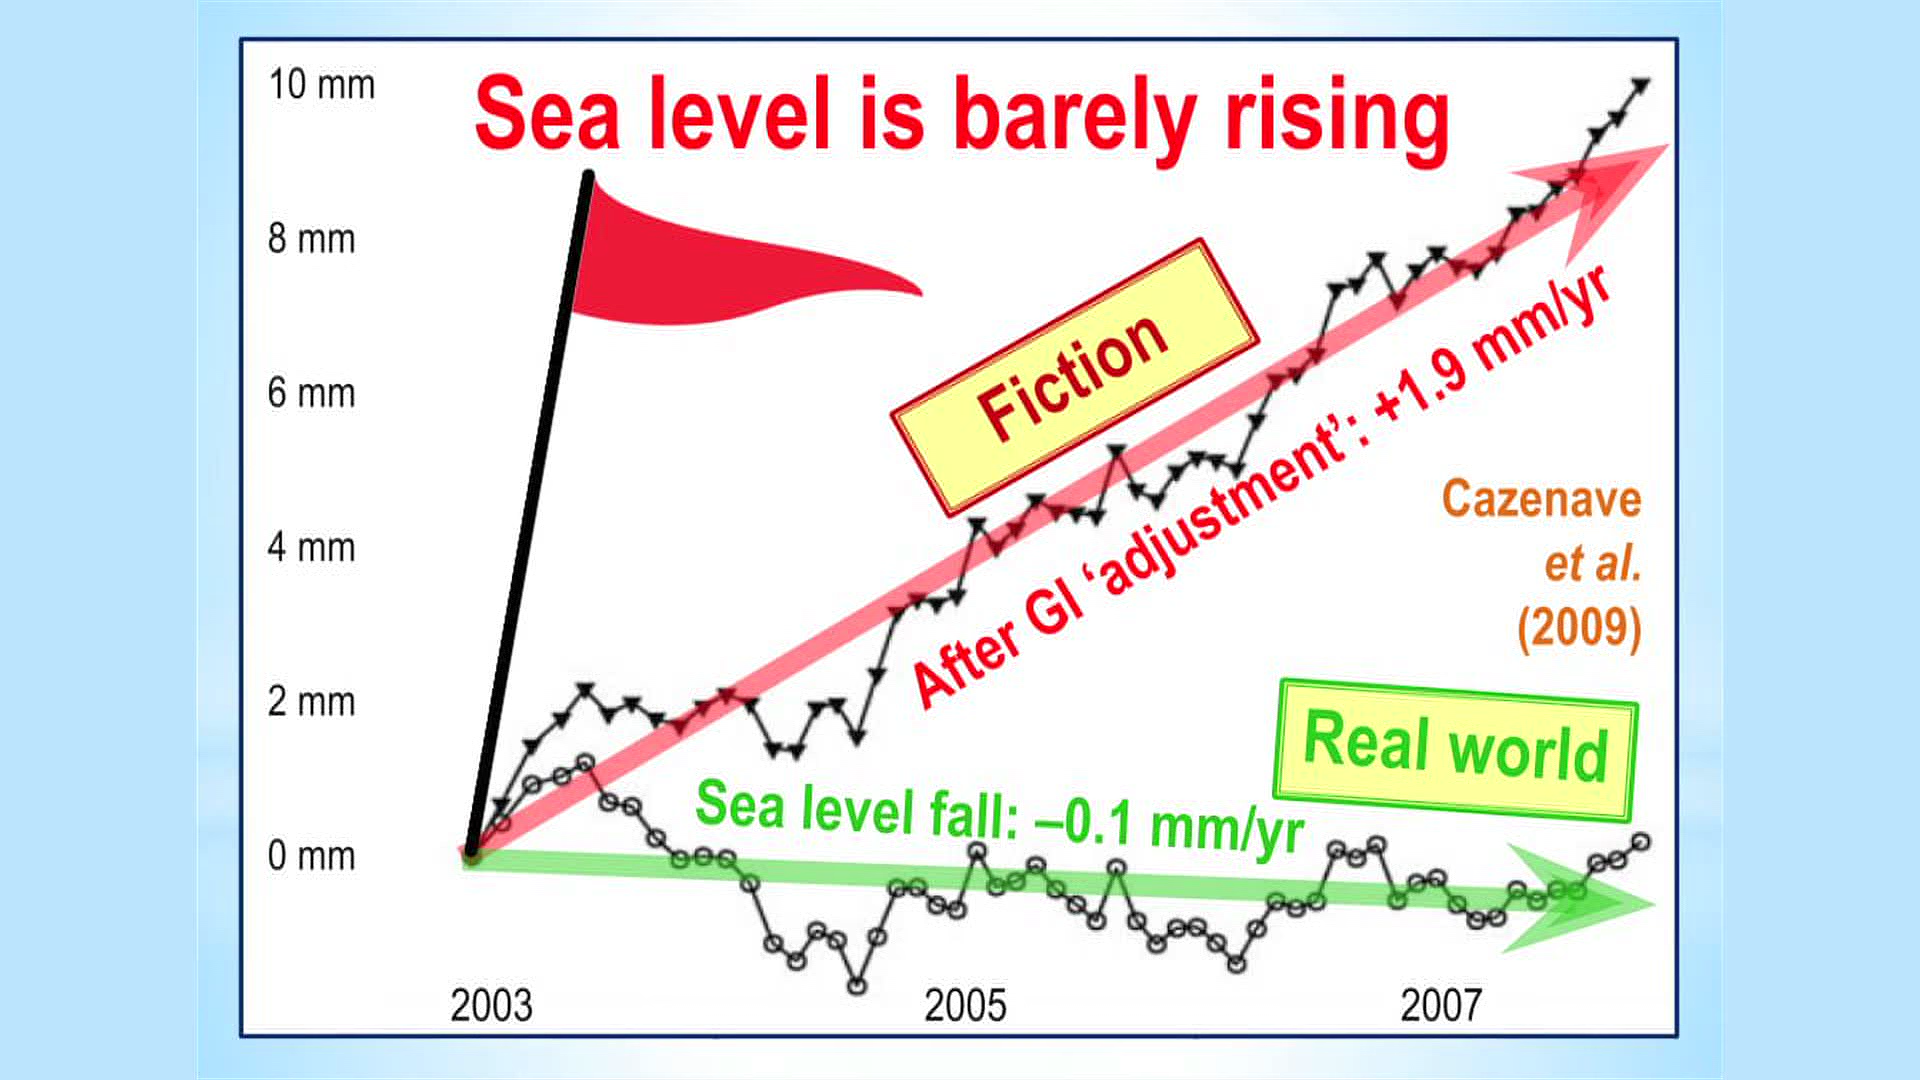 Sea level is barely rising
10 mm
8 mm
6 mm
4 mm
2 mm
0 mm
Fiction
After GI ‘adjustment’: +1.9 mm/yr
Cazenave
et al.
(2009)
Real world
Sea level fall: –0.1 mm/yr
2003
2005
2007